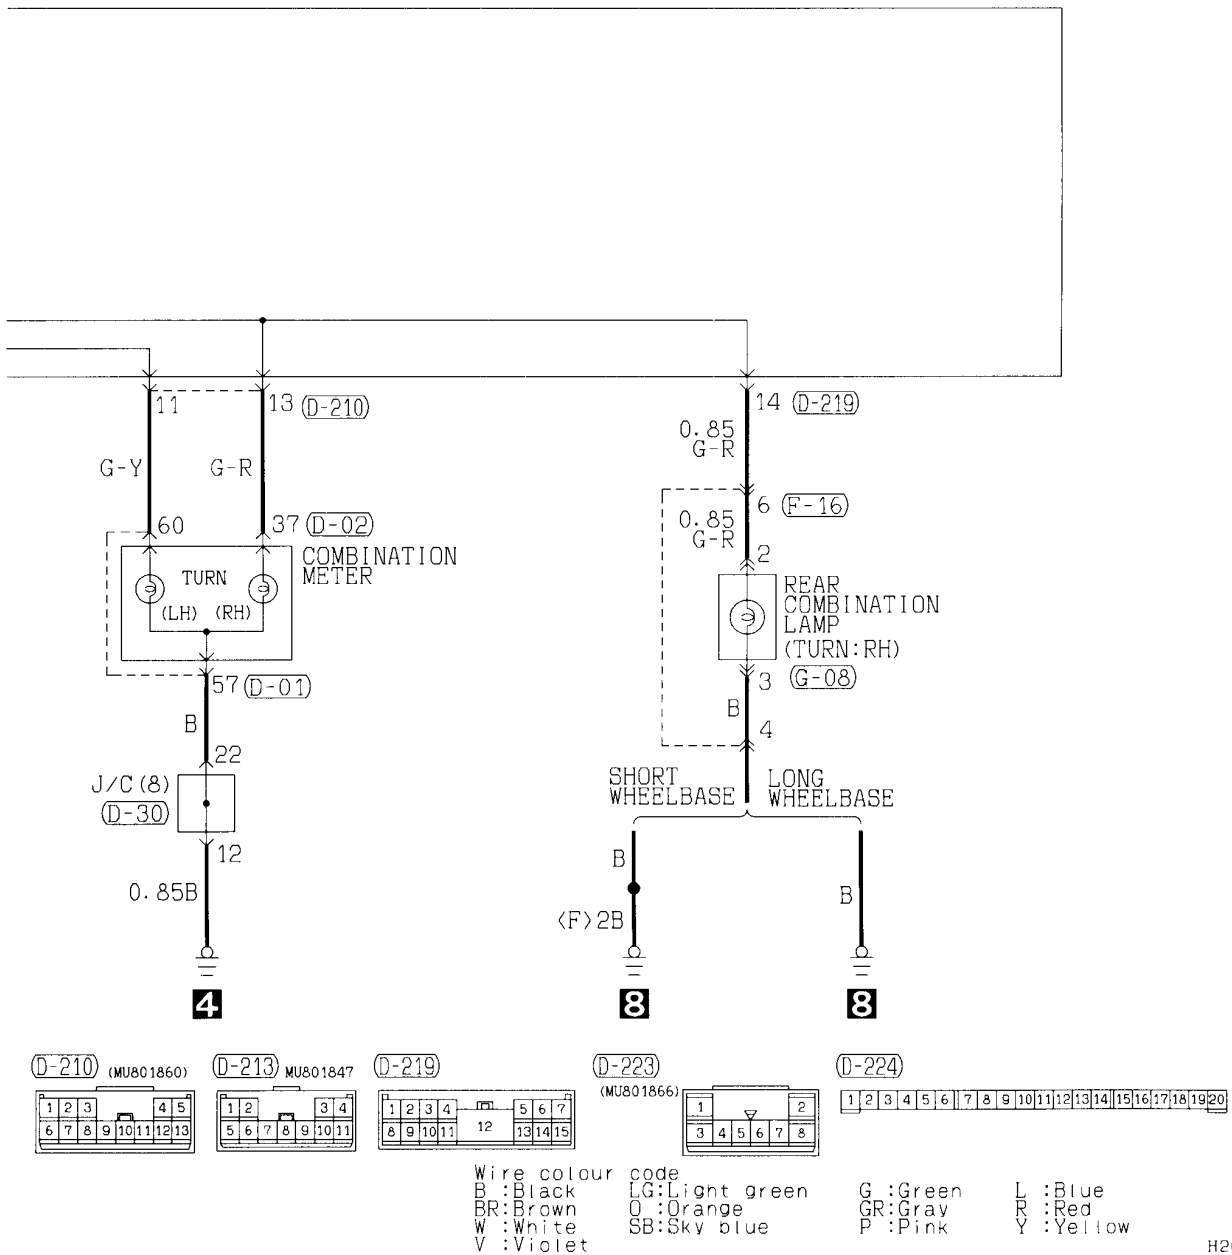 11
13 (D-210)
14 (D-219)
0.85
G-R
G-Y
G-R
6 (F-16)
0.85
G-R
60
37 (D-02)
2
COMBINATION
METER
TURN
(LH) (RH)
REAR
COMBINATION
LAMP
(TURN:RH)
57 (D-01)
3 (G-08)
B
B
4
22
J/C(8)
(D-30)
SHORT
WHEELBASE
LONG
WHEELBASE
12
B
0.85B
B
<F>2B
4
8
8
(D-210) (MU801860)
(D-213) MU801847
(D-219)
(D-223)
(MU801866)
(D-224)
1 2 3 4 5
6 7 8 9 10 11 12 13
1 2 3 4
5 6 7 8 9 10 11
1 2 3 4 5 6 7
8 9 10 11 12 13 14 15
1 2
3 4 5 6 7 8
1 2 3 4 5 6 7 8 9 10 11 12 13 14 15 16 17 18 19 20
Wire colour code
B :Black LG:Light green G :Green L :Blue
BR:Brown O :Orange GR:Gray R :Red
W :White SB:Sky blue P :Pink Y :Yellow
V :Violet